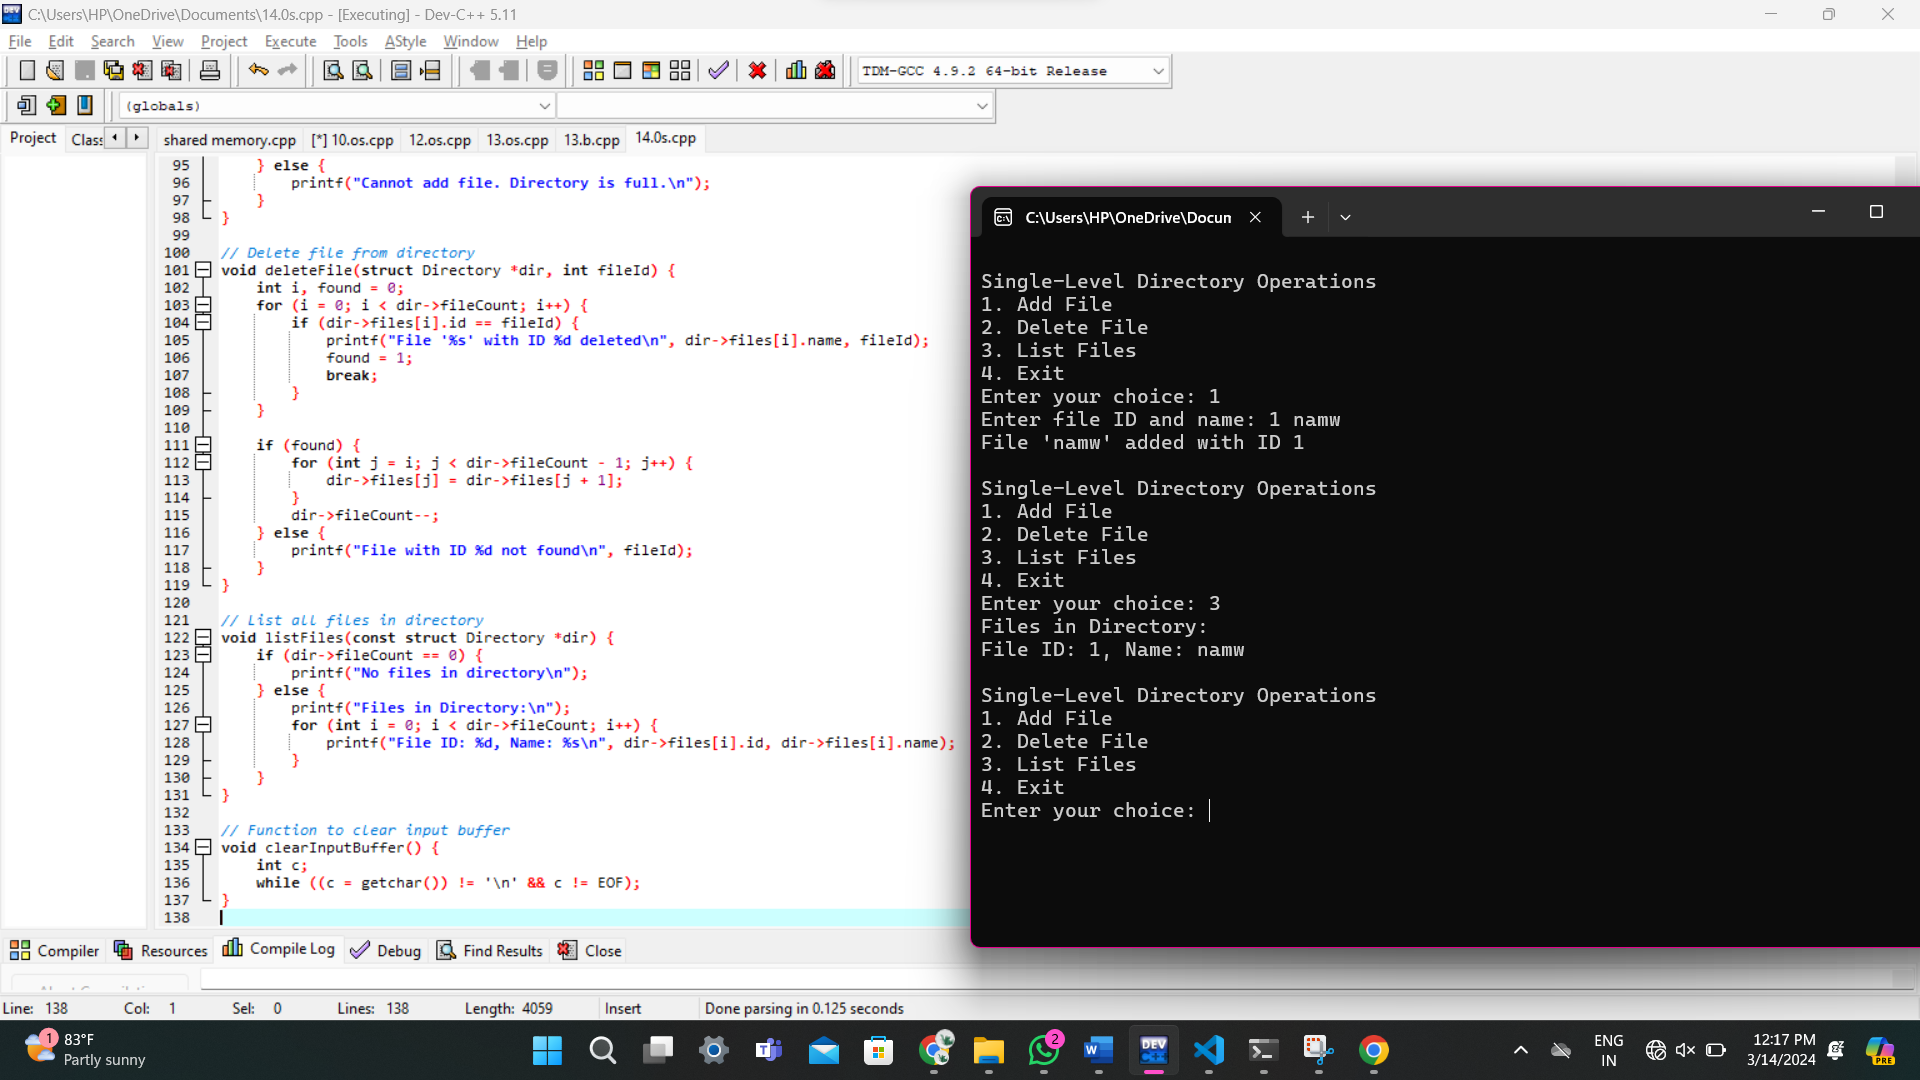 C:\Users\HP\OneDrive\Documents\14.0s.cpp - [Executing] - Dev-C++ 5.11
File Edit Search View Project Execute Tools AStyle Window Help
TDM-GCC 4.9.2 64-bit Release
(globals)
Project Class shared memory.cpp [*] 10.os.cpp 12.os.cpp 13.os.cpp 13.b.cpp 14.0s.cpp
95 } else {
96 printf("Cannot add file. Directory is full.\n");
97 }
98 }
99
100 // Delete file from directory
101 void deleteFile(struct Directory *dir, int fileId) {
102 int i, found = 0;
103 for (i = 0; i < dir->fileCount; i++) {
104 if (dir->files[i].id == fileId) {
105 printf("File '%s' with ID %d deleted\n", dir->files[i].name, fileId);
106 found = 1;
107 break;
108 }
109 }
110
111 if (found) {
112 for (int j = i; j < dir->fileCount - 1; j++) {
113 dir->files[j] = dir->files[j + 1];
114 }
115 dir->fileCount--;
116 } else {
117 printf("File with ID %d not found\n", fileId);
118 }
119 }
120
121 // List all files in directory
122 void listFiles(const struct Directory *dir) {
123 if (dir->fileCount == 0) {
124 printf("No files in directory\n");
125 } else {
126 printf("Files in Directory:\n");
127 for (int i = 0; i < dir->fileCount; i++) {
128 printf("File ID: %d, Name: %s\n", dir->files[i].id, dir->files[i].name);
129 }
130 }
131 }
132
133 // Function to clear input buffer
134 void clearInputBuffer() {
135 int c;
136 while ((c = getchar()) != '\n' && c != EOF);
137 }
138
C:\Users\HP\OneDrive\Docun
Single-Level Directory Operations
1. Add File
2. Delete File
3. List Files
4. Exit
Enter your choice: 1
Enter file ID and name: 1 namw
File 'namw' added with ID 1
Single-Level Directory Operations
1. Add File
2. Delete File
3. List Files
4. Exit
Enter your choice: 3
Files in Directory:
File ID: 1, Name: namw
Single-Level Directory Operations
1. Add File
2. Delete File
3. List Files
4. Exit
Enter your choice:
Compiler Resources Compile Log Debug Find Results Close
Line: 138 Col: 1 Sel: 0 Lines: 138 Length: 4059 Insert Done parsing in 0.125 seconds
1 83°F
Partly sunny
2
DEV C++
ENG
IN
12:17 PM
3/14/2024
PRE